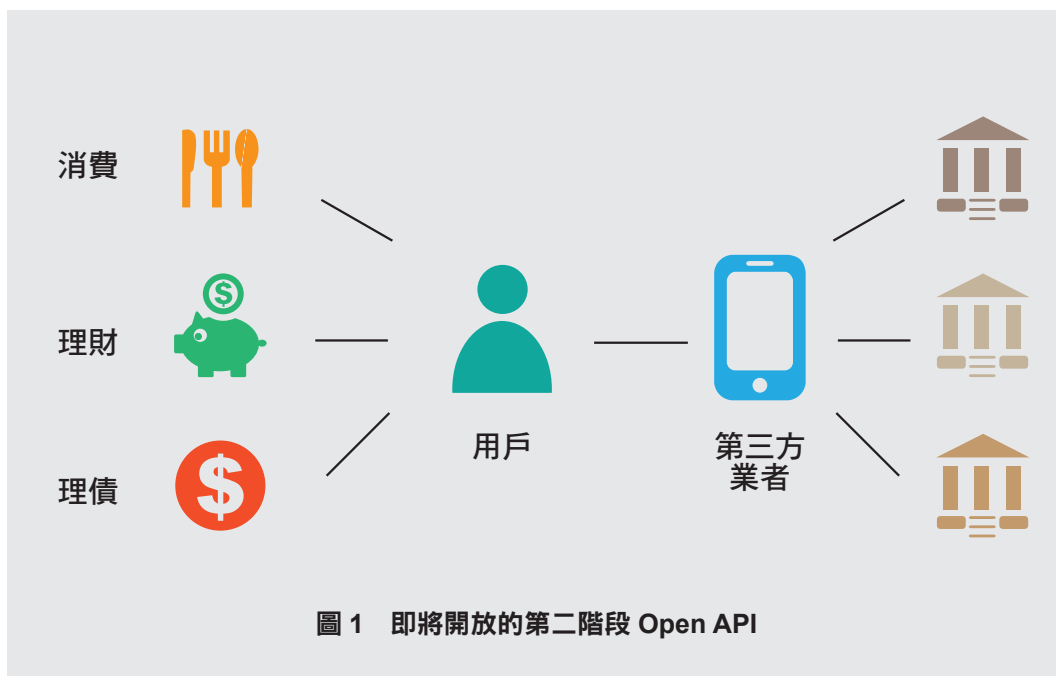 消費
理財
理債
用戶
第三方
業者
圖 1 即將開放的第二階段 Open API